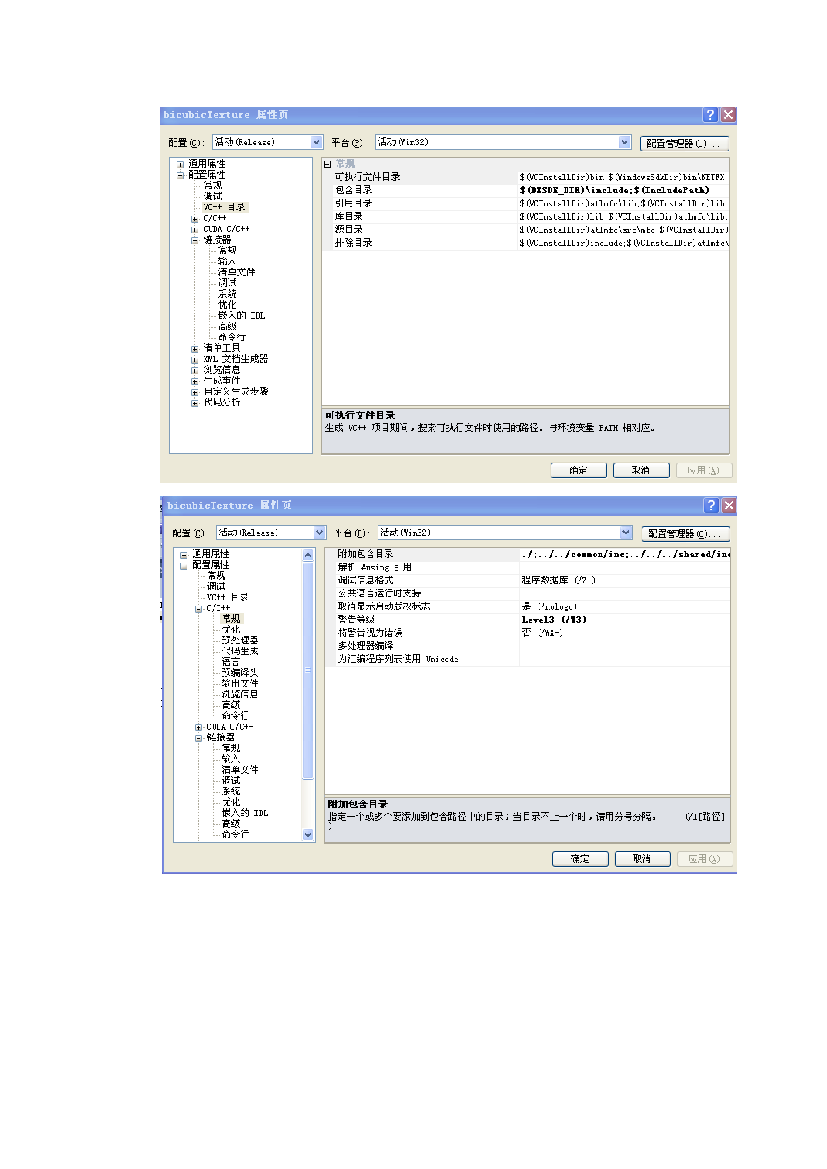 bicubicTexture 属性页
配置(C): 活动(Release) 平台(P): 活动(Win32) 配置管理器(O)...
通用属性
配置属性
常规
调试
VC++ 目录
C/C++
CUDA C/C++
链接器
常规
输入
清单文件
调试
系统
优化
嵌入的 IDL
高级
命令行
清单工具
XML 文档生成器
浏览信息
生成事件
自定义生成步骤
代码分析
常规
可执行文件目录 $(VCInstallDir)bin;$(WindowsSdkDir)bin\NETFX
包含目录 $(DXSDK_DIR)\include;$(IncludePath)
引用目录 $(VCInstallDir)atlmfc\lib;$(VCInstallDir)lib
库目录 $(VCInstallDir)lib;$(VCInstallDir)atlmfc\lib;
源目录 $(VCInstallDir)atlmfc\src\mfc;$(VCInstallDir)
排除目录 $(VCInstallDir)include;$(VCInstallDir)atlmfc\
可执行文件目录
生成 VC++ 项目期间，搜索可执行文件时使用的路径。与环境变量 PATH 相对应。
确定 取消 应用(A)
bicubicTexture 属性页
配置(C): 活动(Release) 平台(P): 活动(Win32) 配置管理器(O)...
通用属性
配置属性
常规
调试
VC++ 目录
C/C++
常规
优化
预处理器
代码生成
语言
预编译头
输出文件
浏览信息
高级
命令行
CUDA C/C++
链接器
常规
输入
清单文件
调试
系统
优化
嵌入的 IDL
高级
命令行
附加包含目录 ./;../../common/inc;../../../shared/inc
解析 #using 引用
调试信息格式 程序数据库 (/Zi)
公共语言运行时支持
取消显示启动版权标志 是 (/nologo)
警告等级 Level3 (/W3)
将警告视为错误 否 (/WX-)
多处理器编译
为汇编程序列表使用 Unicode
附加包含目录
指定一个或多个要添加到包含路径中的目录；当目录不止一个时，请用分号分隔。 (/I[路径])
确定 取消 应用(A)